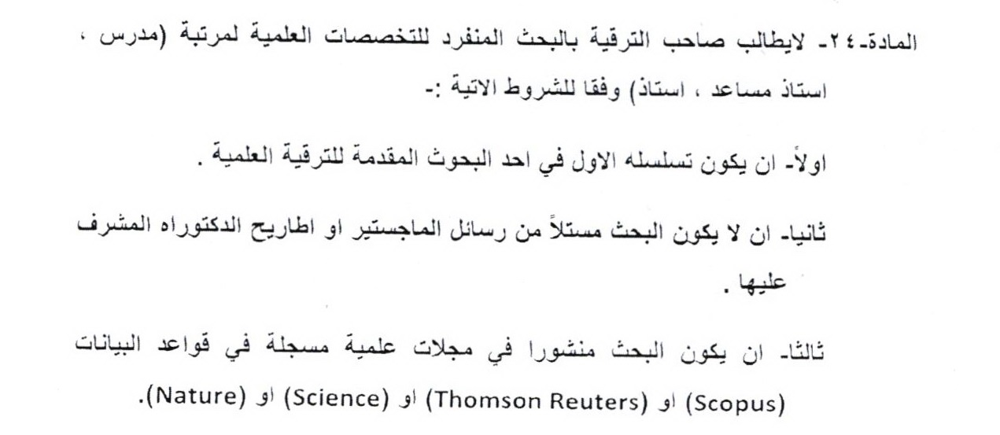 المادة-٢٤- لايطالب صاحب الترقية بالبحث المنفرد للتخصصات العلمية لمرتبة (مدرس ،
استاذ مساعد ، استاذ) وفقا للشروط الاتية :-
اولاً- ان يكون تسلسله الاول في احد البحوث المقدمة للترقية العلمية .
ثانيا- ان لا يكون البحث مستلاً من رسائل الماجستير او اطاريح الدكتوراه المشرف
عليها .
ثالثا- ان يكون البحث منشورا في مجلات علمية مسجلة في قواعد البيانات
(Scopus) او (Thomson Reuters) او (Science) او (Nature).